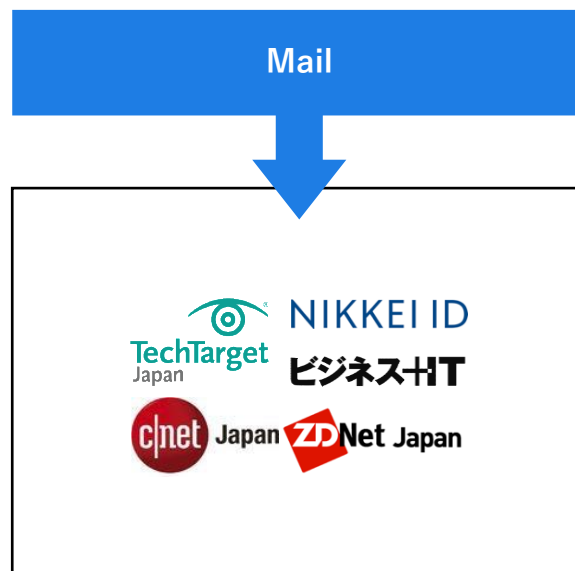 Mail
TechTarget
Japan
NIKKEI ID
ビジネス+IT
c|net Japan
ZDNet Japan